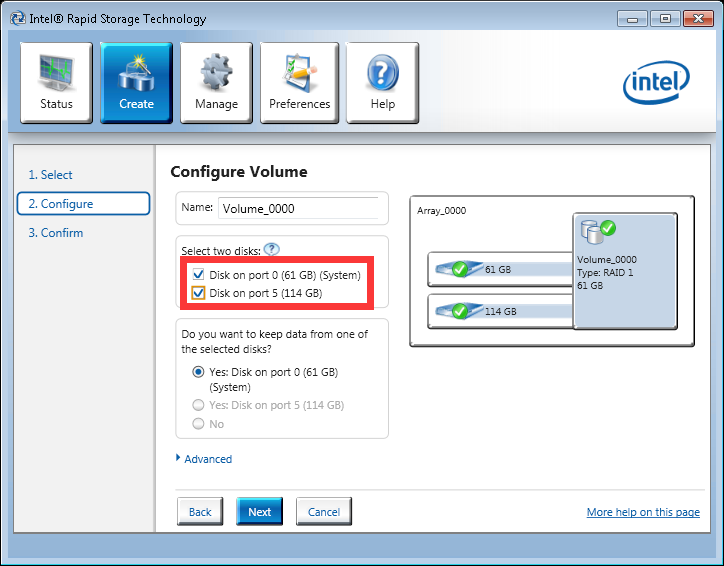 Intel® Rapid Storage Technology
Status
Create
Manage
Preferences
Help
intel
1. Select
2. Configure
3. Confirm
Configure Volume
Name: Volume_0000
Select two disks:
Disk on port 0 (61 GB) (System)
Disk on port 5 (114 GB)
Do you want to keep data from one of
the selected disks?
Yes: Disk on port 0 (61 GB)
(System)
Yes: Disk on port 5 (114 GB)
No
Advanced
Array_0000
61 GB
114 GB
Volume_0000
Type: RAID 1
61 GB
Back
Next
Cancel
More help on this page